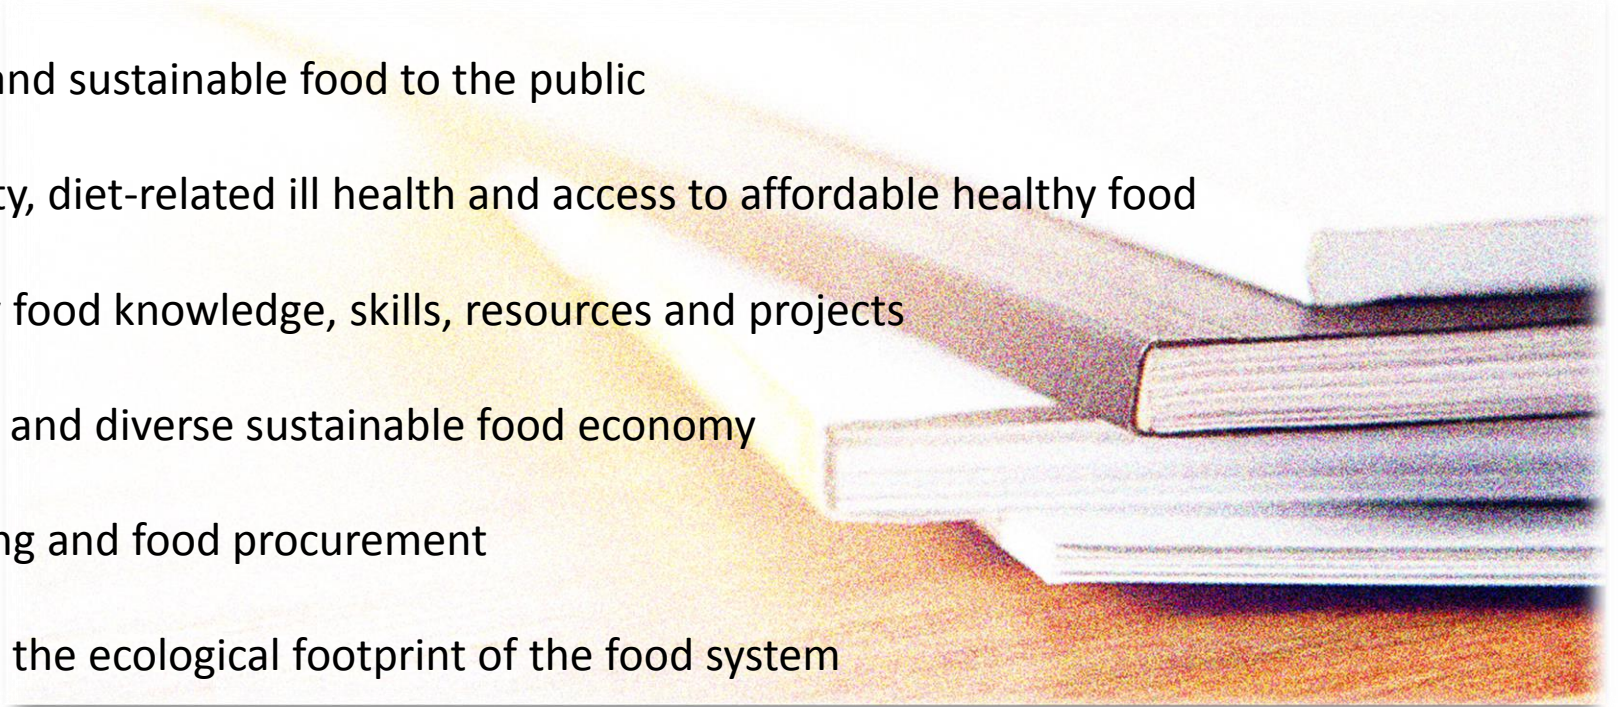 and sustainable food to the public
ty, diet-related ill health and access to affordable healthy food
food knowledge, skills, resources and projects
and diverse sustainable food economy
ng and food procurement
the ecological footprint of the food system